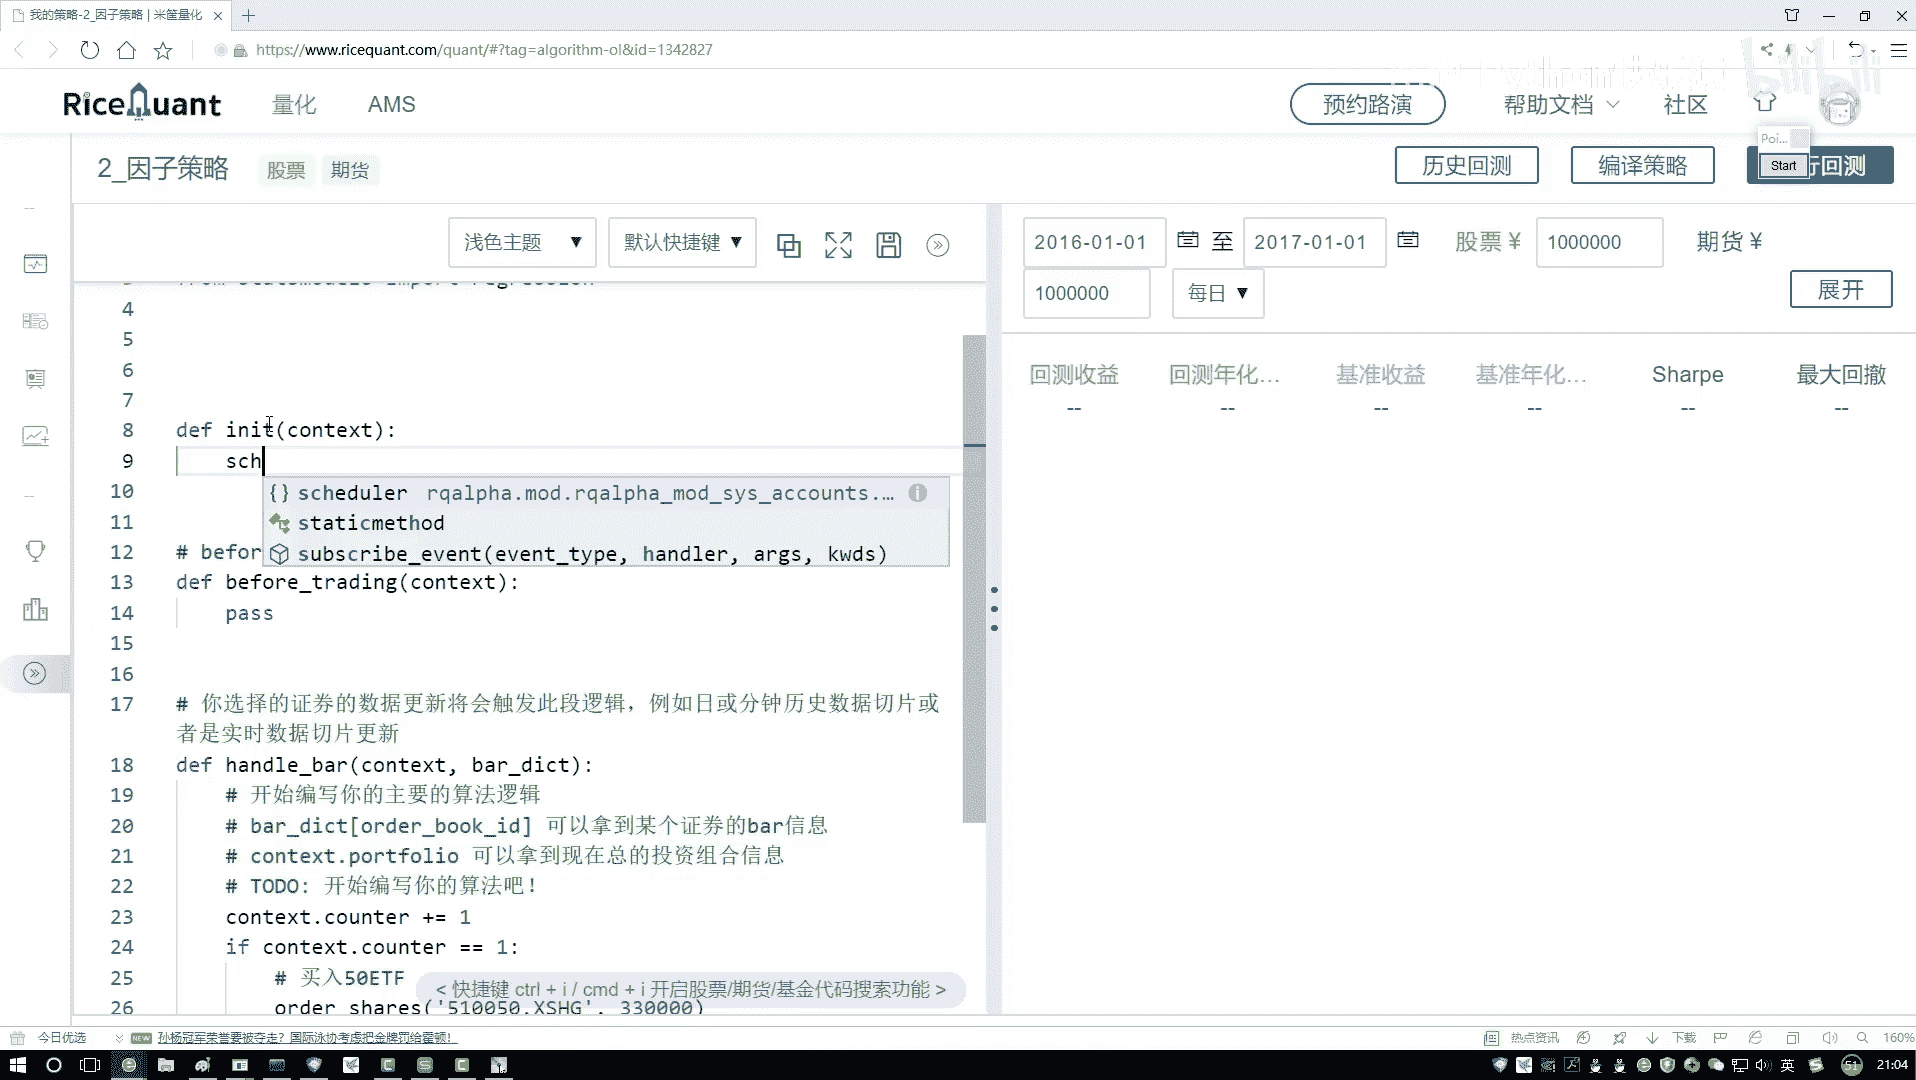 我的策略-2_因子策略 | 米筐量化
https://www.ricequant.com/quant/#?tag=algorithm-ol&id=1342827
bilibili
RiceQuant 量化 AMS 预约路演 帮助文档 社区
Poi...
Start
2_因子策略 股票 期货 历史回测 编译策略 行回测
浅色主题 ▼ 默认快捷键 ▼
2016-01-01 至 2017-01-01 股票 ¥ 1000000 期货 ¥
1000000 每日 ▼ 展开
回测收益 回测年化... 基准收益 基准年化... Sharpe 最大回撤
-- -- -- -- -- --
from statsmodels import regression
4
5
6
7
8 def init(context):
9 sch
10 {} scheduler rqalpha.mod.rqalpha_mod_sys_accounts....
11 staticmethod
12 # befor subscribe_event(event_type, handler, args, kwds)
13 def before_trading(context):
14 pass
15
16
17 # 你选择的证券的数据更新将会触发此段逻辑，例如日或分钟历史数据切片或
者是实时数据切片更新
18 def handle_bar(context, bar_dict):
19 # 开始编写你的主要的算法逻辑
20 # bar_dict[order_book_id] 可以拿到某个证券的bar信息
21 # context.portfolio 可以拿到现在总的投资组合信息
22 # TODO: 开始编写你的算法吧！
23 context.counter += 1
24 if context.counter == 1:
25 # 买入50ETF
< 快捷键 ctrl + i / cmd + i 开启股票/期货/基金代码搜索功能 >
26 order_shares('510050.XSHG', 330000)
今日优选 NEW 孙杨冠军荣誉要被夺走？国际泳协考虑把金牌罚给霍顿！ 热点资讯 下载 160%
英 51 21:04